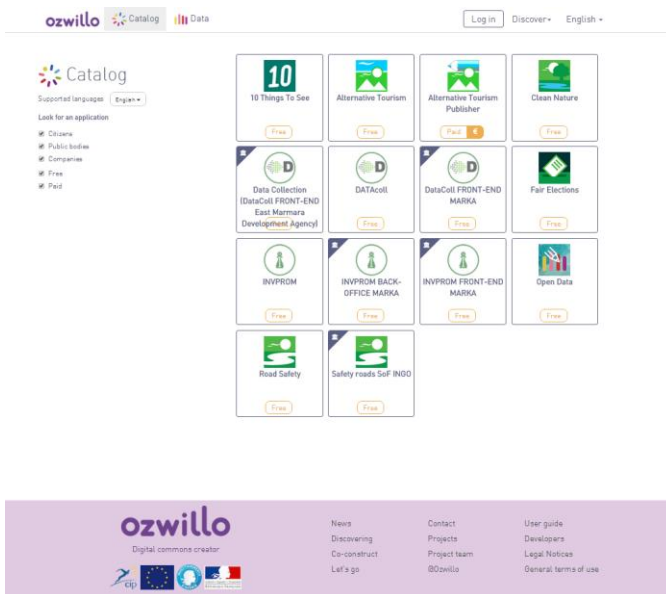 ozwillo
Catalog
Data
Log in
Discover
English
Catalog
Supported languages
English
Look for an application
Citizens
Public bodies
Companies
Free
Paid
10
10 Things To See
Free
Alternative Tourism
Free
Alternative Tourism
Publisher
Paid €
Clean Nature
Free
D
Data Collection
(DataColl FRONT-END
East Marmara
Development Agency)
Free
D
DATAcoll
Free
D
DataColl FRONT-END
MARKA
Free
Fair Elections
Free
INVPROM
Free
INVPROM BACK-
OFFICE MARKA
Free
INVPROM FRONT-END
MARKA
Free
Open Data
Free
Road Safety
Free
Safety roads SoF INGO
Free
ozwillo
Digital commons creator
cip
News
Discovering
Co-construct
Let's go
Contact
Projects
Project team
@Ozwillo
User guide
Developers
Legal Notices
General terms of use